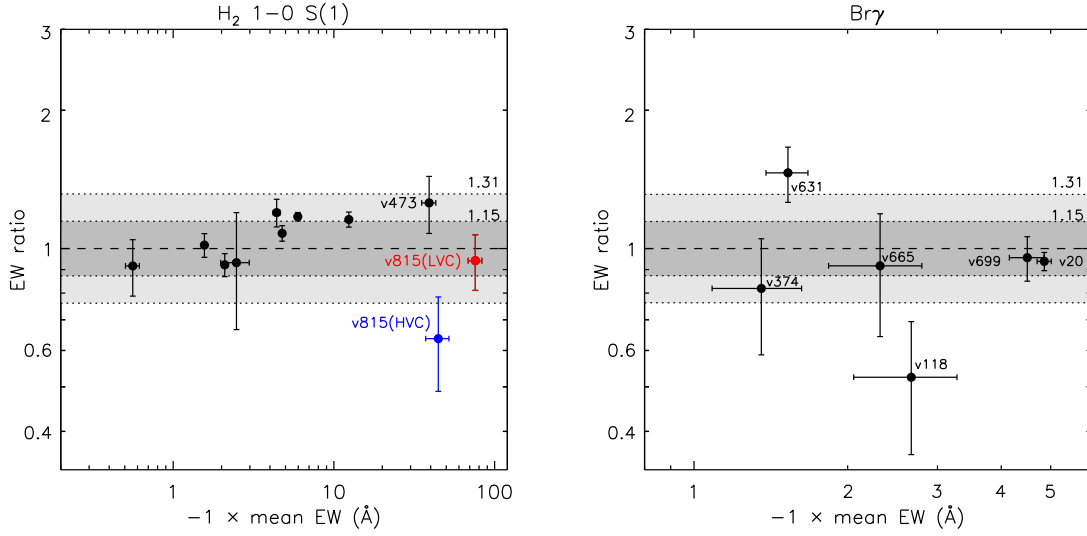 H₂ 1−0 S(1)
3
2
1
0.6
0.4
EW ratio
1.31
1.15
v473
v815(LVC)
v815(HVC)
1
10
100
−1 × mean EW (Å)
Brγ
3
2
1
0.6
0.4
EW ratio
1.31
1.15
v631
v665
v699
v20
v374
v118
1
2
3
4
5
−1 × mean EW (Å)